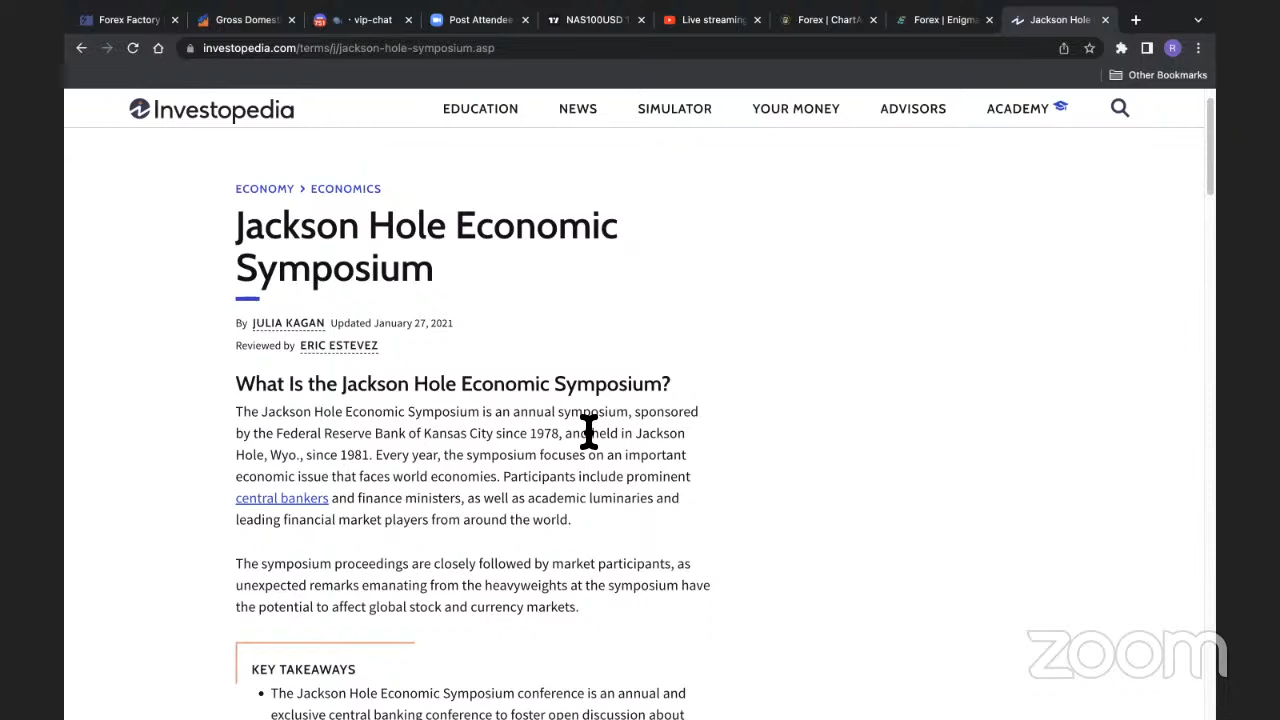 Forex Factory
Gross Domest
751
vip-chat
Post Attendee
NAS100USD
Live streaming
Forex | ChartA
Forex | Enigma
Jackson Hole
investopedia.com/terms/j/jackson-hole-symposium.asp
R
Other Bookmarks
Investopedia
EDUCATION
NEWS
SIMULATOR
YOUR MONEY
ADVISORS
ACADEMY
ECONOMY > ECONOMICS
Jackson Hole Economic
Symposium
By JULIA KAGAN Updated January 27, 2021
Reviewed by ERIC ESTEVEZ
What Is the Jackson Hole Economic Symposium?
The Jackson Hole Economic Symposium is an annual symposium, sponsored
by the Federal Reserve Bank of Kansas City since 1978, and held in Jackson
Hole, Wyo., since 1981. Every year, the symposium focuses on an important
economic issue that faces world economies. Participants include prominent
central bankers and finance ministers, as well as academic luminaries and
leading financial market players from around the world.
The symposium proceedings are closely followed by market participants, as
unexpected remarks emanating from the heavyweights at the symposium have
the potential to affect global stock and currency markets.
KEY TAKEAWAYS
• The Jackson Hole Economic Symposium conference is an annual and
exclusive central banking conference to foster open discussion about
zoom